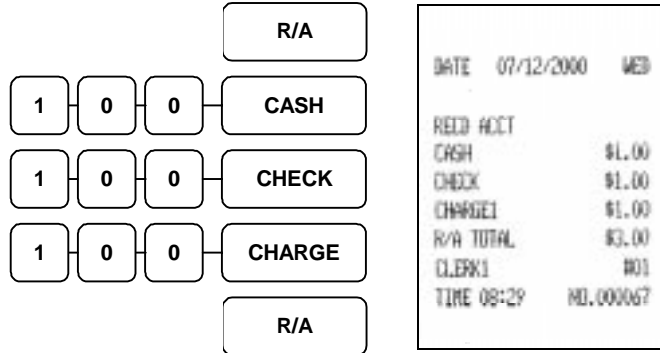 R/A
1 0 0 CASH
1 0 0 CHECK
1 0 0 CHARGE
R/A
DATE 07/12/2000 WED
RECD ACCT
CASH $1.00
CHECK $1.00
CHARGE1 $1.00
R/A TOTAL $3.00
CLERK1 #01
TIME 08:29 NO.000067